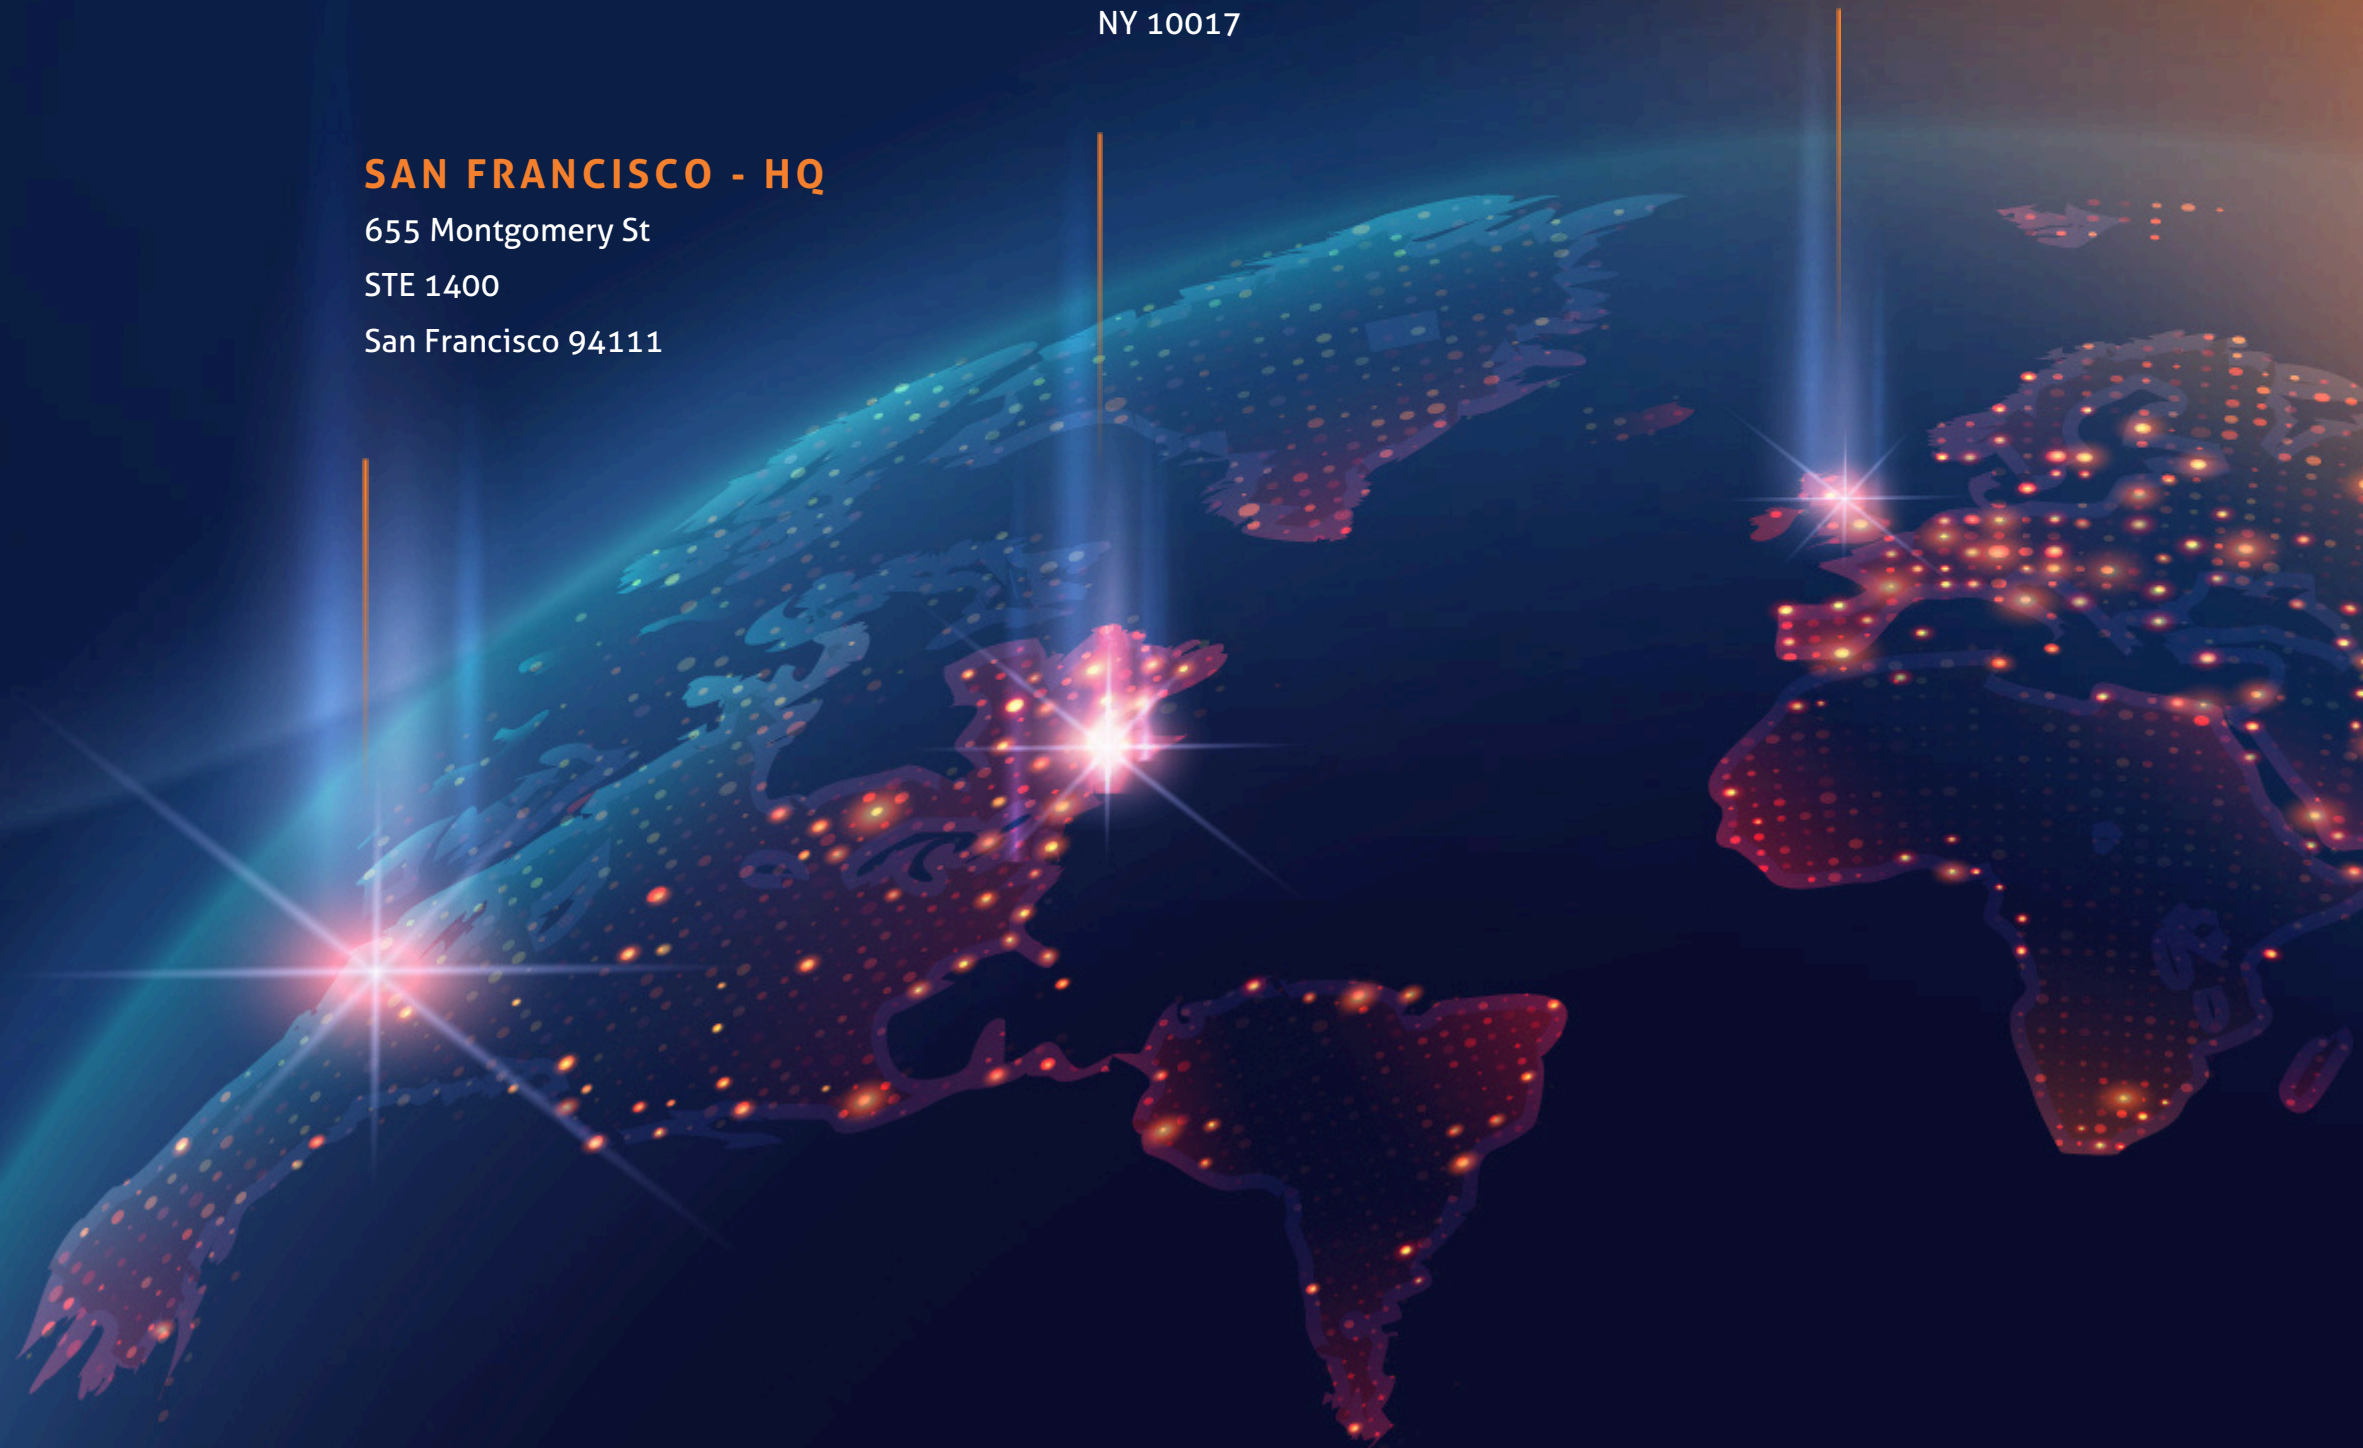 NY 10017
SAN FRANCISCO - HQ
655 Montgomery St
STE 1400
San Francisco 94111